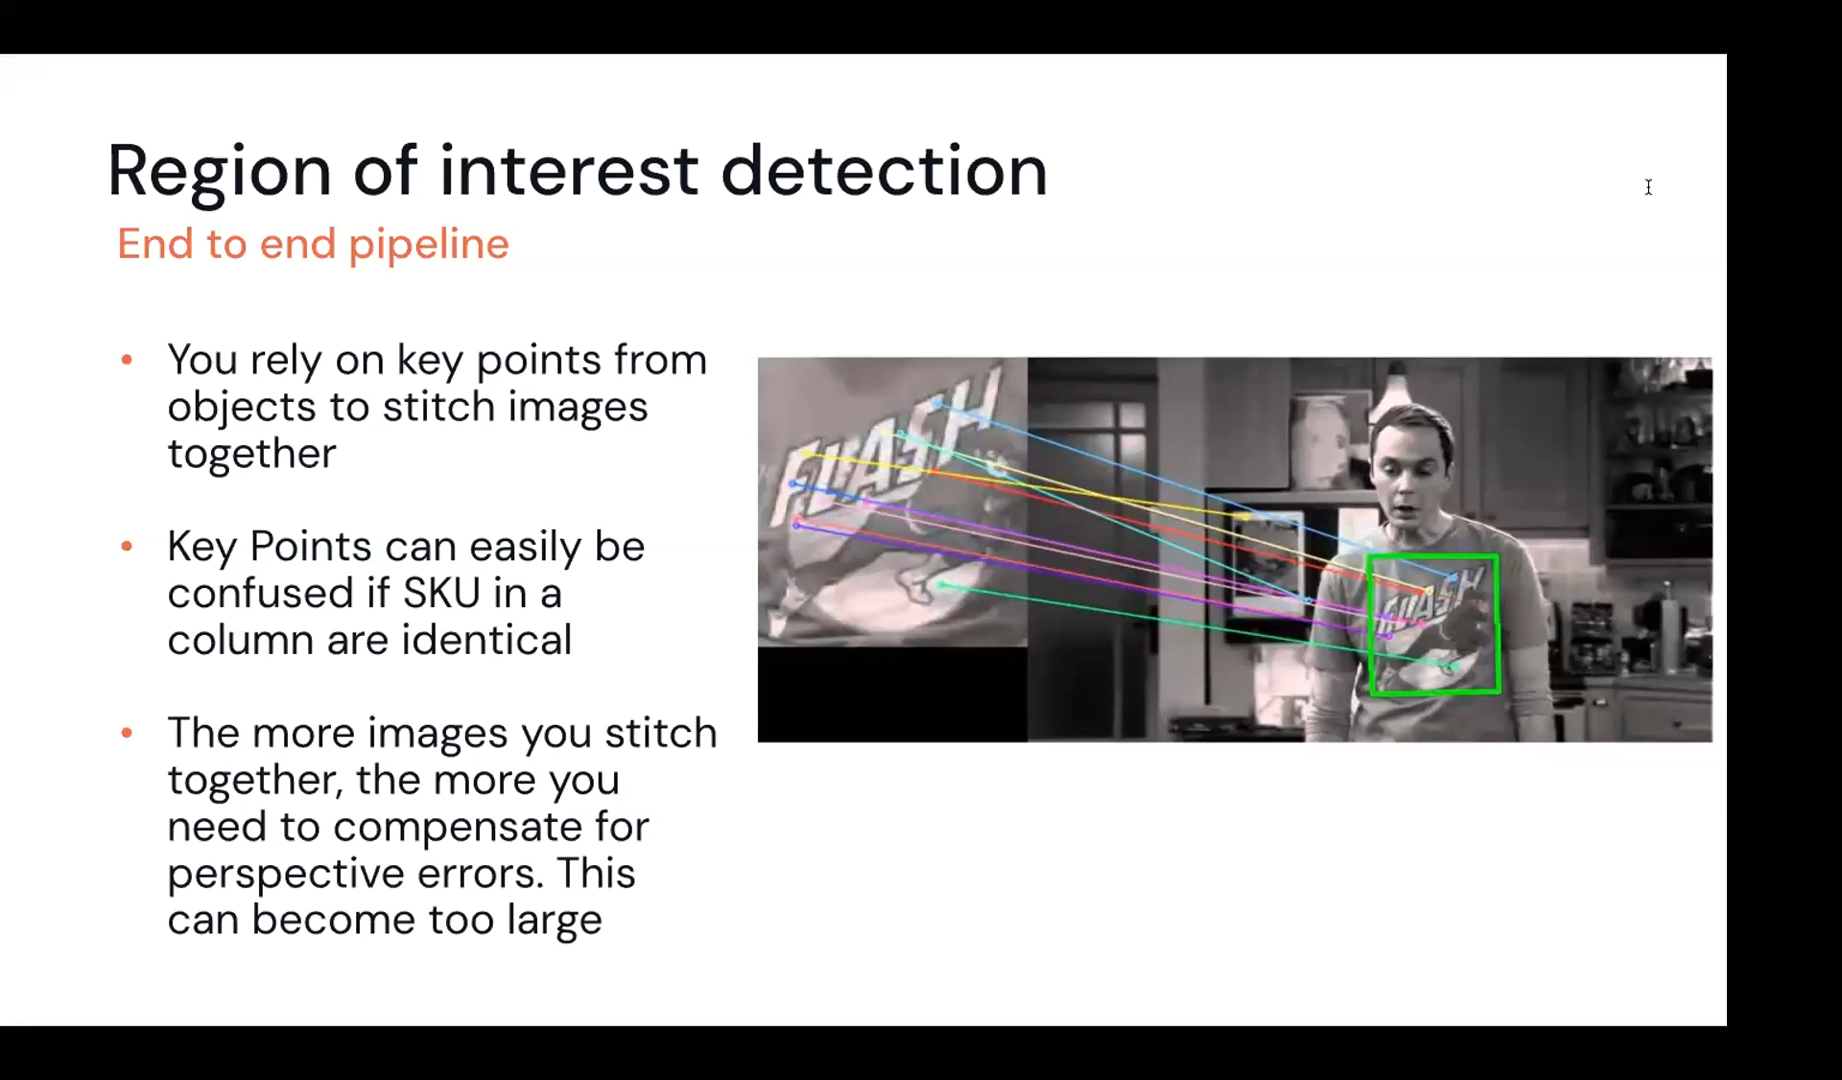 Region of interest detection
End to end pipeline
• You rely on key points from
objects to stitch images
together
• Key Points can easily be
confused if SKU in a
column are identical
• The more images you stitch
together, the more you
need to compensate for
perspective errors. This
can become too large
FLASH
FLASH